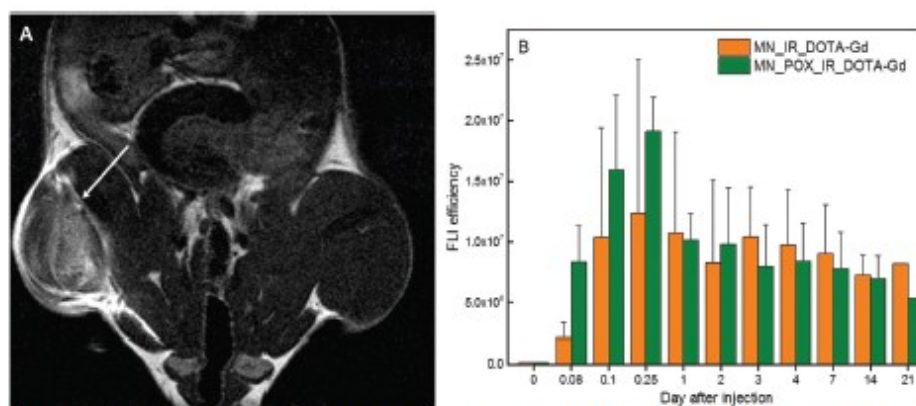 A
B
MN_IR_DOTA-Gd
MN_POX_IR_DOTA-Gd
FLI efficiency
2.5x10⁷
2.0x10⁷
1.5x10⁷
1.0x10⁷
5.0x10⁶
0.0
0 0.08 0.1 0.25 1 2 3 4 7 14 21
Day after injection